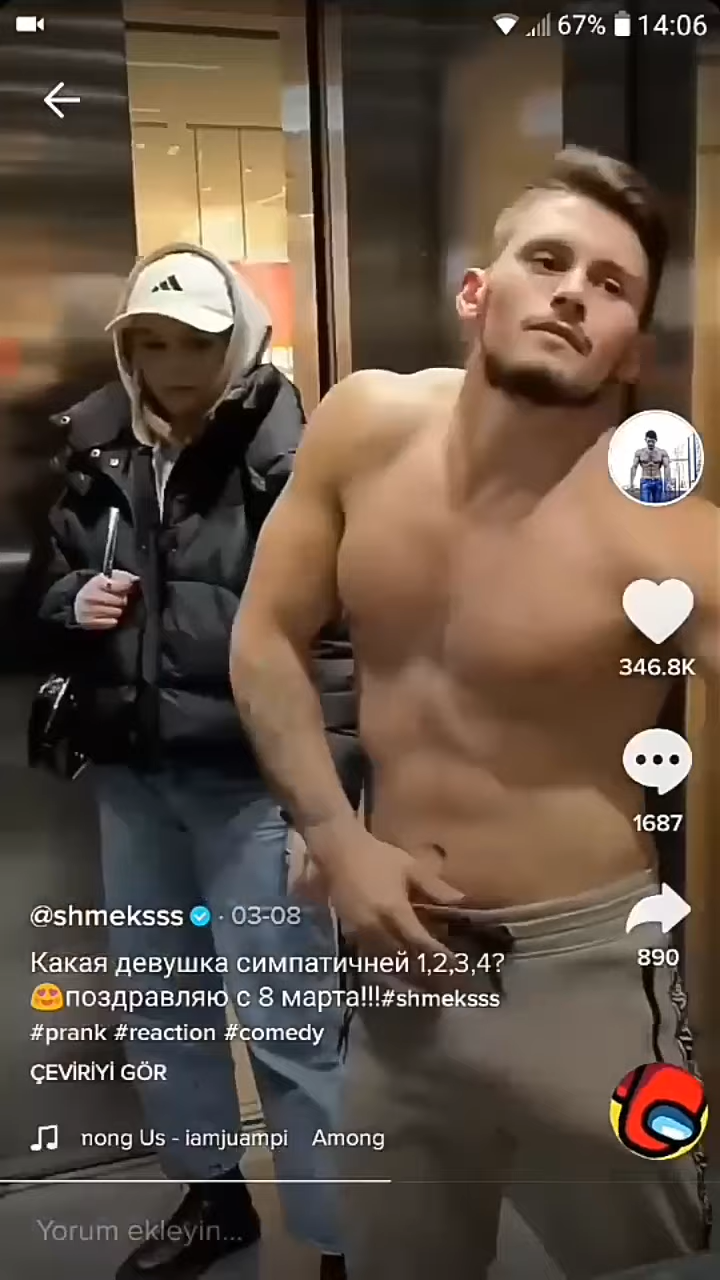 67% 14:06
346.8K
1687
@shmeksss · 03-08
890
Какая девушка симпатичней 1,2,3,4?
😍поздравляю с 8 марта!!!#shmeksss
#prank #reaction #comedy
ÇEVİRİYİ GÖR
nong Us - iamjuampi Among
Yorum ekleyin...